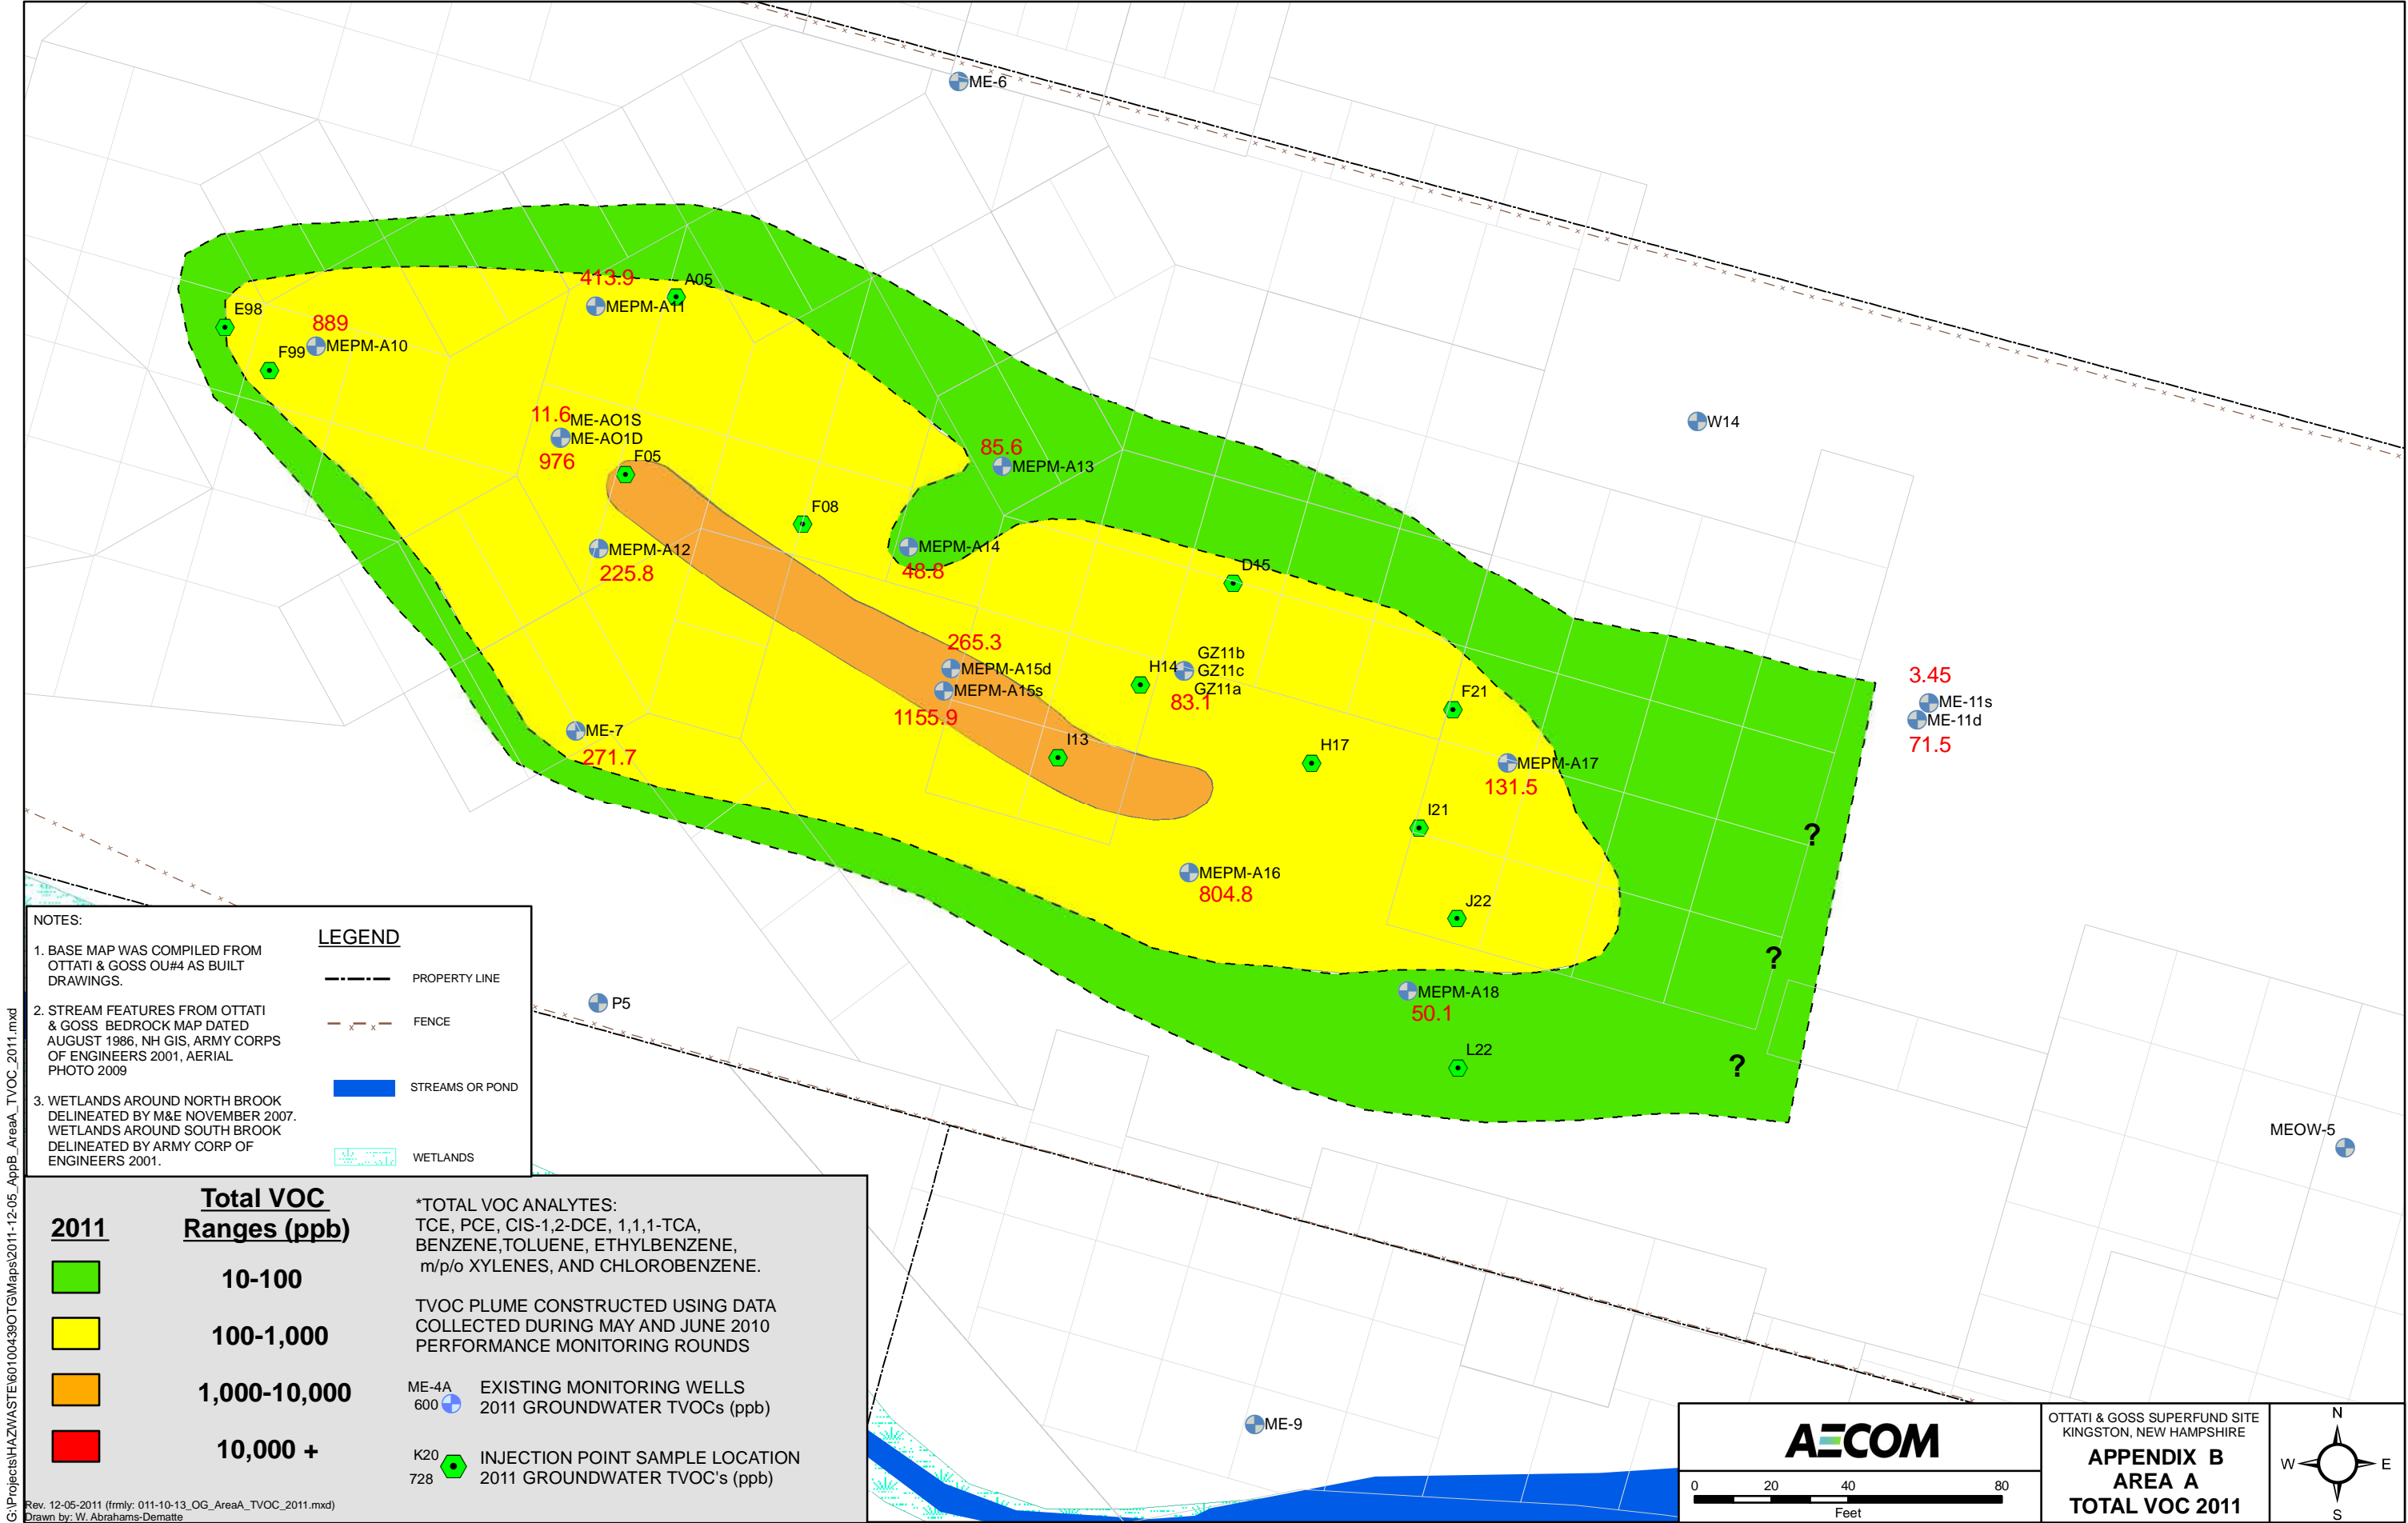 ME-6
W14
413.9
A05
MEPM-A11
E98
889
MEPM-A10
F99
11.6
ME-AO1S
ME-AO1D
976
F05
85.6
MEPM-A13
F08
MEPM-A12
225.8
MEPM-A14
48.8
D15
265.3
MEPM-A15d
MEPM-A15s
1155.9
H14
GZ11b
GZ11c
GZ11a
83.1
F21
3.45
ME-11s
ME-11d
71.5
ME-7
271.7
I13
H17
MEPM-A17
131.5
I21
?
MEPM-A16
804.8
J22
?
MEPM-A18
50.1
L22
?
P5
MEOW-5
ME-9
NOTES:
1. BASE MAP WAS COMPILED FROM
OTTATI & GOSS OU#4 AS BUILT
DRAWINGS.
2. STREAM FEATURES FROM OTTATI
& GOSS BEDROCK MAP DATED
AUGUST 1986, NH GIS, ARMY CORPS
OF ENGINEERS 2001, AERIAL
PHOTO 2009
3. WETLANDS AROUND NORTH BROOK
DELINEATED BY M&E NOVEMBER 2007.
WETLANDS AROUND SOUTH BROOK
DELINEATED BY ARMY CORP OF
ENGINEERS 2001.
LEGEND
PROPERTY LINE
FENCE
STREAMS OR POND
WETLANDS
2011
Total VOC
Ranges (ppb)
10-100
100-1,000
1,000-10,000
10,000 +
*TOTAL VOC ANALYTES:
TCE, PCE, CIS-1,2-DCE, 1,1,1-TCA,
BENZENE,TOLUENE, ETHYLBENZENE,
m/p/o XYLENES, AND CHLOROBENZENE.
TVOC PLUME CONSTRUCTED USING DATA
COLLECTED DURING MAY AND JUNE 2010
PERFORMANCE MONITORING ROUNDS
ME-4A
600
EXISTING MONITORING WELLS
2011 GROUNDWATER TVOCs (ppb)
K20
728
INJECTION POINT SAMPLE LOCATION
2011 GROUNDWATER TVOC's (ppb)
Rev. 12-05-2011 (frmly: 011-10-13_OG_AreaA_TVOC_2011.mxd)
Drawn by: W. Abrahams-Dematte
G:\Projects\HAZWASTE\60100439OTG\Maps\2011-12-05_AppB_AreaA_TVOC_2011.mxd
AECOM
0 20 40 80
Feet
OTTATI & GOSS SUPERFUND SITE
KINGSTON, NEW HAMPSHIRE
APPENDIX B
AREA A
TOTAL VOC 2011
N
W E
S